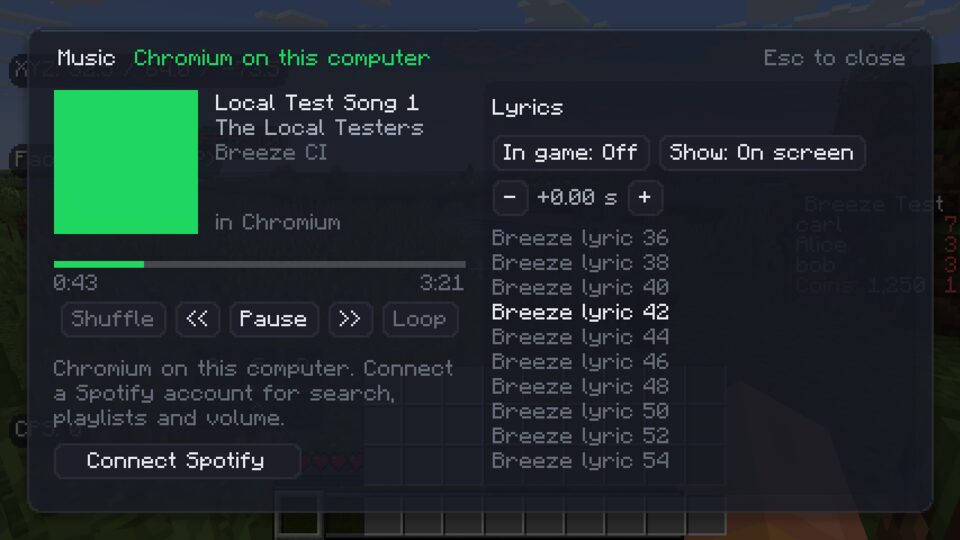 Music Chromium on this computer
Esc to close
Local Test Song 1
The Local Testers
Breeze CI
in Chromium
0:43
3:21
Shuffle << Pause >> Loop
Chromium on this computer. Connect
a Spotify account for search,
playlists and volume.
Connect Spotify
Lyrics
In game: Off Show: On screen
- +0.00 s +
Breeze lyric 36
Breeze lyric 38
Breeze lyric 40
Breeze lyric 42
Breeze lyric 44
Breeze lyric 46
Breeze lyric 48
Breeze lyric 50
Breeze lyric 52
Breeze lyric 54
Breeze Test
carl 7
Alice 3
bob 3
Coins: 1,250 1